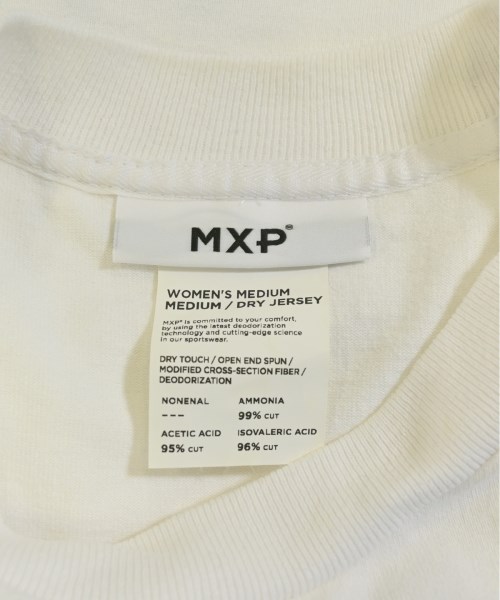 MXP®
WOMEN'S MEDIUM
MEDIUM / DRY JERSEY
MXP® is committed to your comfort,
by using the latest deodorization
technology and cutting-edge science
in our sportswear.
DRY TOUCH / OPEN END SPUN /
MODIFIED CROSS-SECTION FIBER /
DEODORIZATION
NONENAL AMMONIA
--- 99% CUT
ACETIC ACID ISOVALERIC ACID
95% CUT 96% CUT